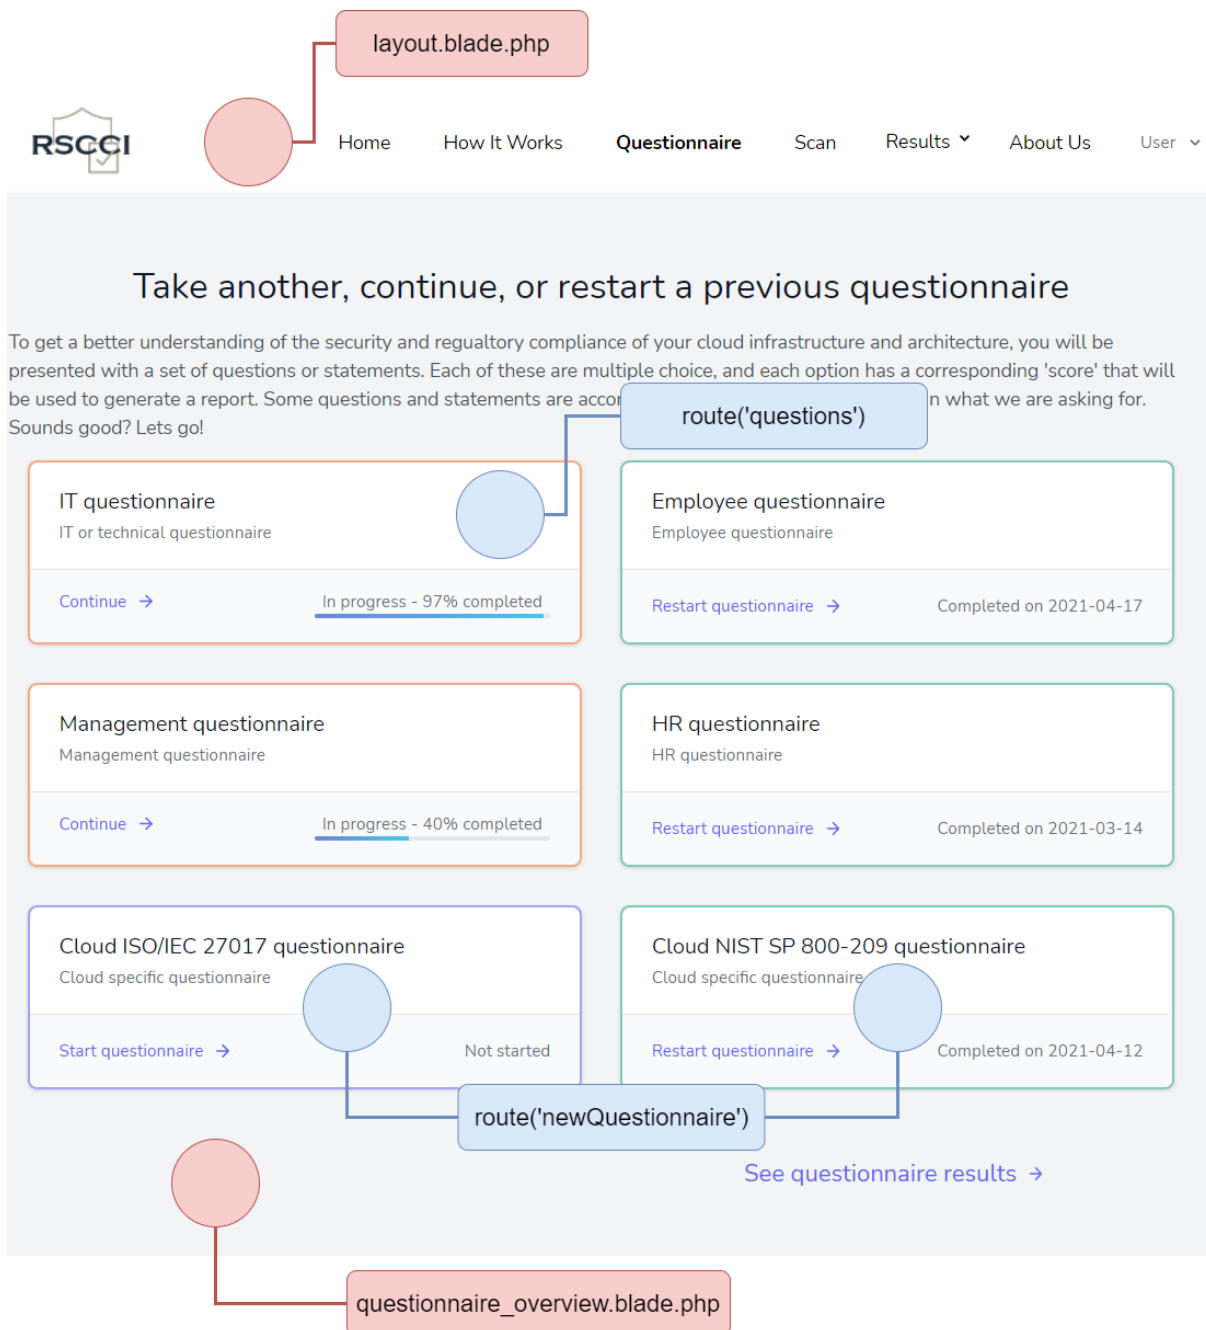 layout.blade.php
RSCCI
Home
How It Works
Questionnaire
Scan
Results
About Us
User
Take another, continue, or restart a previous questionnaire
To get a better understanding of the security and regualtory compliance of your cloud infrastructure and architecture, you will be
presented with a set of questions or statements. Each of these are multiple choice, and each option has a corresponding 'score' that will
be used to generate a report. Some questions and statements are n what we are asking for.
Sounds good? Lets go!
route('questions')
IT questionnaire
IT or technical questionnaire
Continue →
In progress - 97% completed
Employee questionnaire
Employee questionnaire
Restart questionnaire →
Completed on 2021-04-17
Management questionnaire
Management questionnaire
Continue →
In progress - 40% completed
HR questionnaire
HR questionnaire
Restart questionnaire →
Completed on 2021-03-14
Cloud ISO/IEC 27017 questionnaire
Cloud specific questionnaire
Start questionnaire →
Not started
Cloud NIST SP 800-209 questionnaire
Cloud specific questionnaire
Restart questionnaire →
Completed on 2021-04-12
route('newQuestionnaire')
See questionnaire results →
questionnaire_overview.blade.php